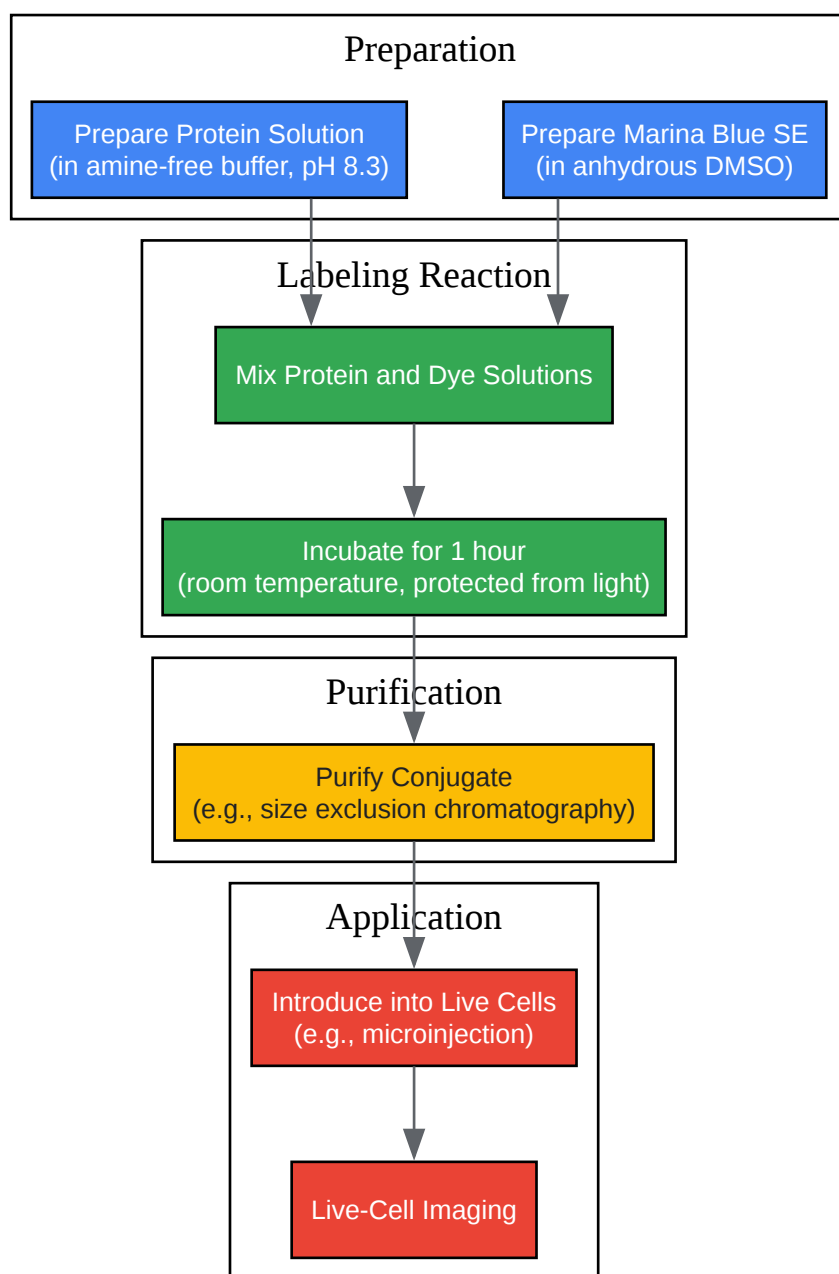 Preparation
Prepare Protein Solution
(in amine-free buffer, pH 8.3)
Prepare Marina Blue SE
(in anhydrous DMSO)
Labeling Reaction
Mix Protein and Dye Solutions
Incubate for 1 hour
(room temperature, protected from light)
Purification
Purify Conjugate
(e.g., size exclusion chromatography)
Application
Introduce into Live Cells
(e.g., microinjection)
Live-Cell Imaging